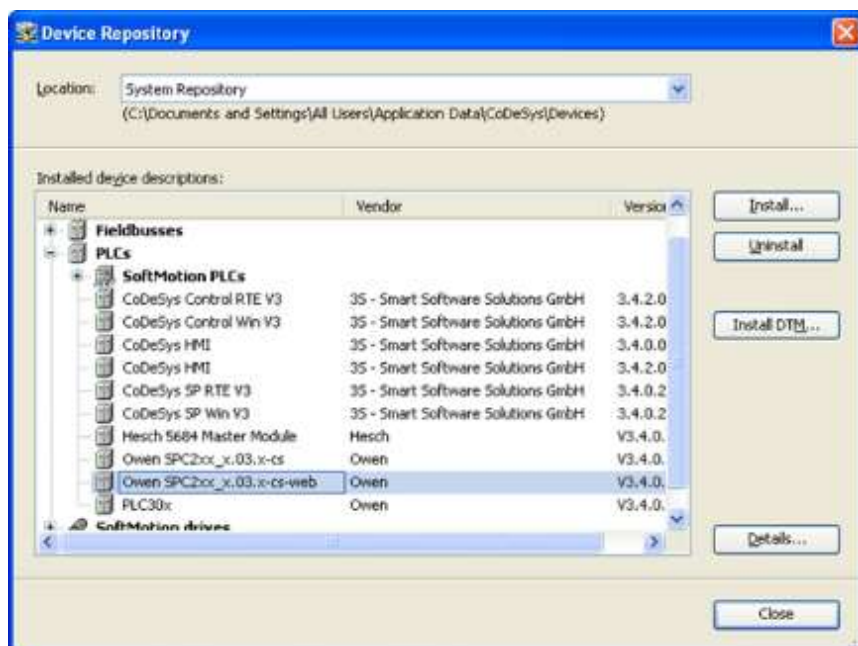 Device Repository
Location: System Repository
(C:\Documents and Settings\All Users\Application Data\CoDeSys\Devices)
Installed device descriptions:
Name Vendor Version
Fieldbusses
PLCs
SoftMotion PLCs
CoDeSys Control RTE V3 3S - Smart Software Solutions GmbH 3.4.2.0
CoDeSys Control Win V3 3S - Smart Software Solutions GmbH 3.4.2.0
CoDeSys HMI 3S - Smart Software Solutions GmbH 3.4.0.0
CoDeSys HMI 3S - Smart Software Solutions GmbH 3.4.2.0
CoDeSys SP RTE V3 3S - Smart Software Solutions GmbH 3.4.0.2
CoDeSys SP Win V3 3S - Smart Software Solutions GmbH 3.4.0.2
Hesch 5684 Master Module Hesch V3.4.0.
Owen SPC2xx_x.03.x-cs Owen V3.4.0.
Owen SPC2xx_x.03.x-cs-web Owen V3.4.0.
PLC30x Owen V3.4.0.
SoftMotion drives
Install...
Uninstall
Install DTM...
Details...
Close